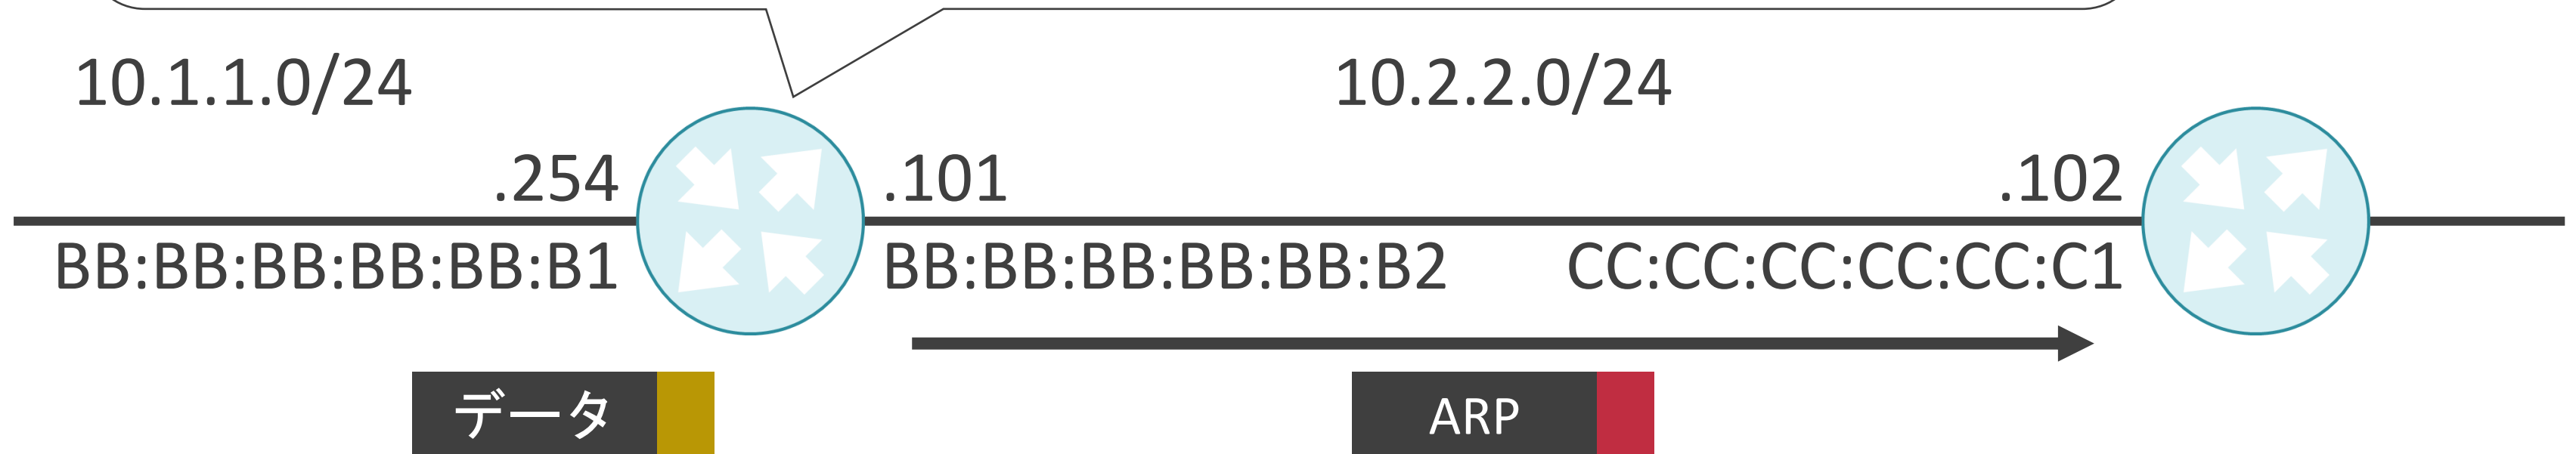 10.1.1.0/24
10.2.2.0/24
.254
.101
.102
BB:BB:BB:BB:BB:B1
BB:BB:BB:BB:BB:B2
CC:CC:CC:CC:CC:C1
データ
ARP